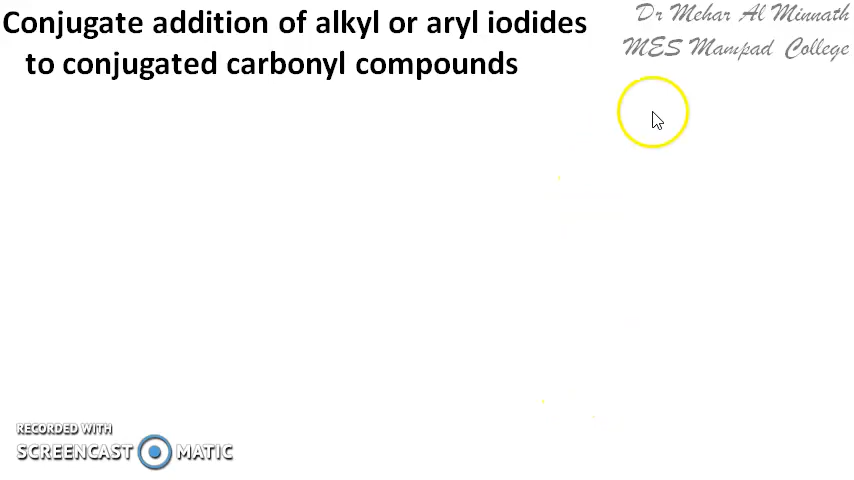 Conjugate addition of alkyl or aryl iodides
to conjugated carbonyl compounds
Dr Mehar Al Minnath
MES Mampad College
RECORDED WITH
SCREENCAST MATIC